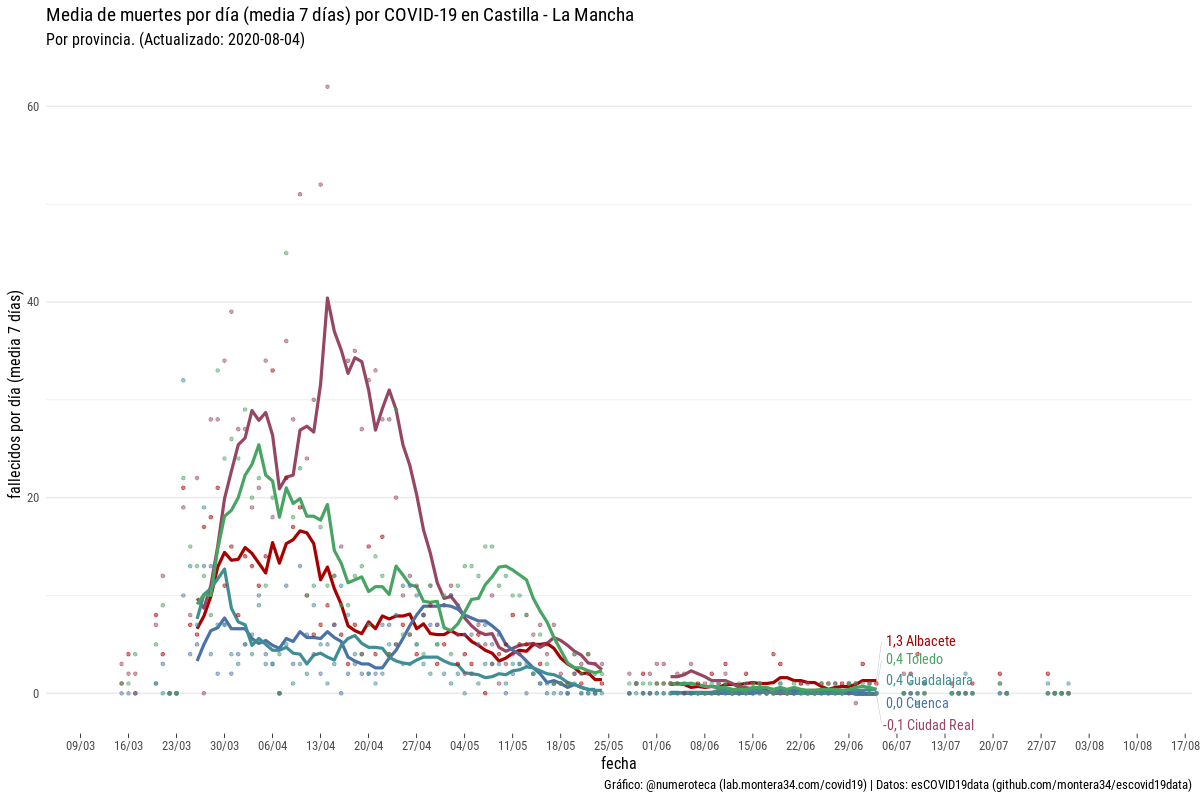 Media de muertes por día (media 7 días) por COVID-19 en Castilla - La Mancha
Por provincia. (Actualizado: 2020-08-04)
fallecidos por día (media 7 días)
60
40
20
0
1,3 Albacete
0,4 Toledo
0,4 Guadalajara
0,0 Cuenca
-0,1 Ciudad Real
09/03 16/03 23/03 30/03 06/04 13/04 20/04 27/04 04/05 11/05 18/05 25/05 01/06 08/06 15/06 22/06 29/06 06/07 13/07 20/07 27/07 03/08 10/08 17/08
fecha
Gráfico: @numeroteca (lab.montera34.com/covid19) | Datos: esCOVID19data (github.com/montera34/escovid19data)